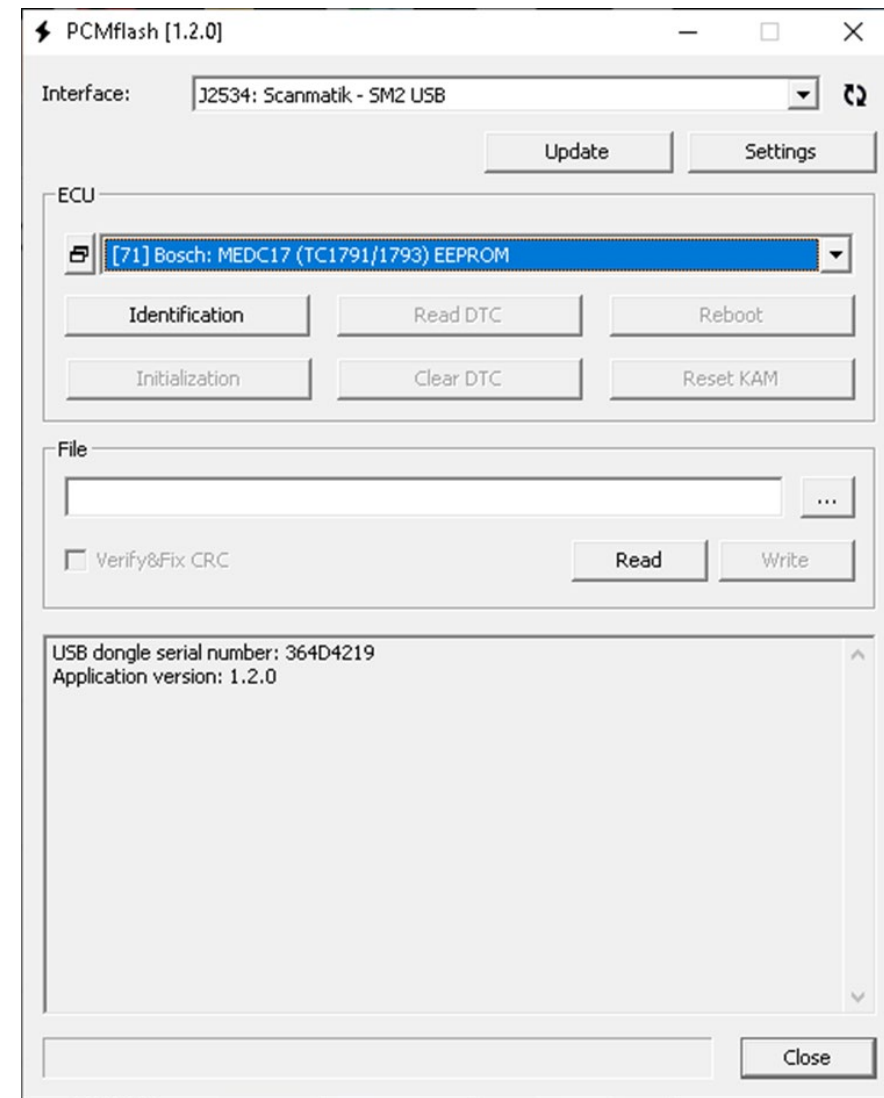 PCMflash [1.2.0]
Interface: J2534: Scanmatik - SM2 USB
Update Settings
ECU
[71] Bosch: MEDC17 (TC1791/1793) EEPROM
Identification Read DTC Reboot
Initialization Clear DTC Reset KAM
File
...
Verify&Fix CRC Read Write
USB dongle serial number: 364D4219
Application version: 1.2.0
Close